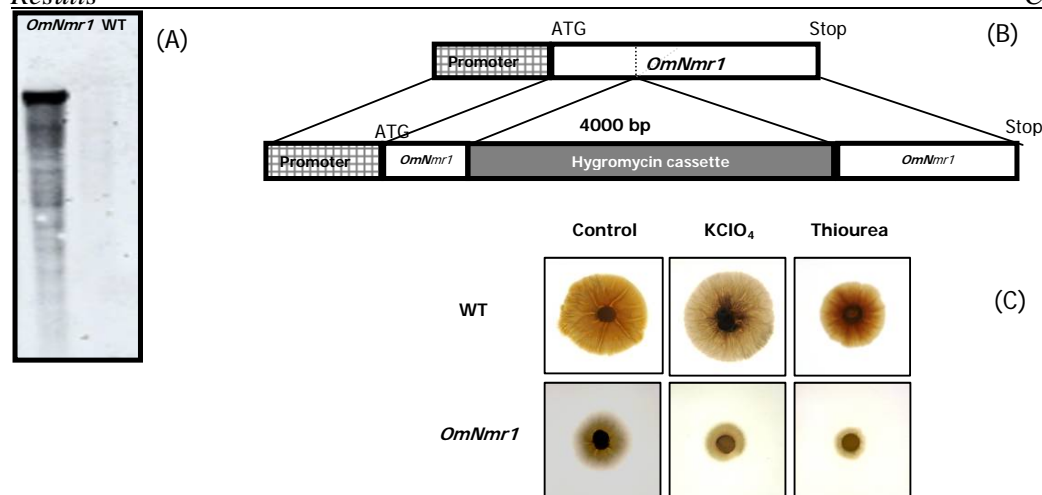 Results
OmNmr1 WT
(A)
(B)
ATG
Stop
Promoter
OmNmr1
4000 bp
ATG
Stop
Promoter
OmNmr1
Hygromycin cassette
OmNmr1
Control
KClO₄
Thiourea
WT
(C)
OmNmr1